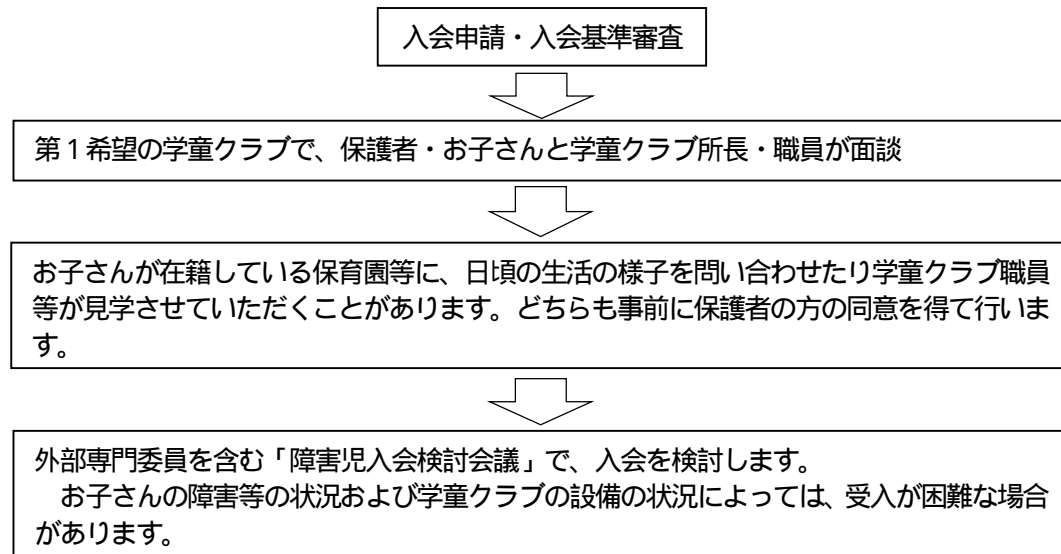 入会申請・入会基準審査
第１希望の学童クラブで、保護者・お子さんと学童クラブ所長・職員が面談
お子さんが在籍している保育園等に、日頃の生活の様子を問い合わせたり学童クラブ職員
等が見学させていただくことがあります。どちらも事前に保護者の方の同意を得て行いま
す。
外部専門委員を含む「障害児入会検討会議」で、入会を検討します。
　お子さんの障害等の状況および学童クラブの設備の状況によっては、受入が困難な場合
があります。